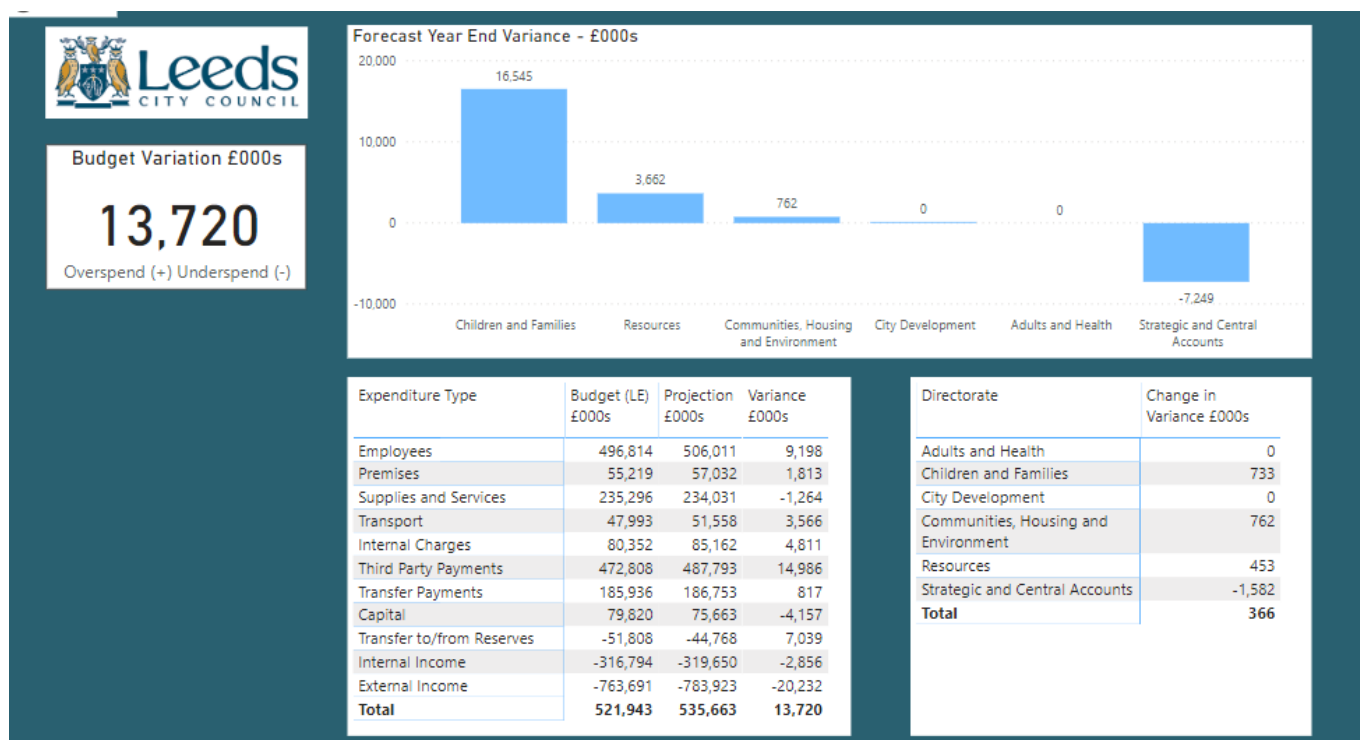 Leeds
CITY COUNCIL
Budget Variation £000s
13,720
Overspend (+) Underspend (-)
Forecast Year End Variance - £000s
20,000
10,000
0
-10,000
16,545
3,662
762
0
0
-7,249
Children and Families
Resources
Communities, Housing
and Environment
City Development
Adults and Health
Strategic and Central
Accounts
Expenditure Type Budget (LE) Projection Variance
£000s £000s £000s
Employees 496,814 506,011 9,198
Premises 55,219 57,032 1,813
Supplies and Services 235,296 234,031 -1,264
Transport 47,993 51,558 3,566
Internal Charges 80,352 85,162 4,811
Third Party Payments 472,808 487,793 14,986
Transfer Payments 185,936 186,753 817
Capital 79,820 75,663 -4,157
Transfer to/from Reserves -51,808 -44,768 7,039
Internal Income -316,794 -319,650 -2,856
External Income -763,691 -783,923 -20,232
Total 521,943 535,663 13,720
Directorate Change in
Variance £000s
Adults and Health 0
Children and Families 733
City Development 0
Communities, Housing and 762
Environment
Resources 453
Strategic and Central Accounts -1,582
Total 366